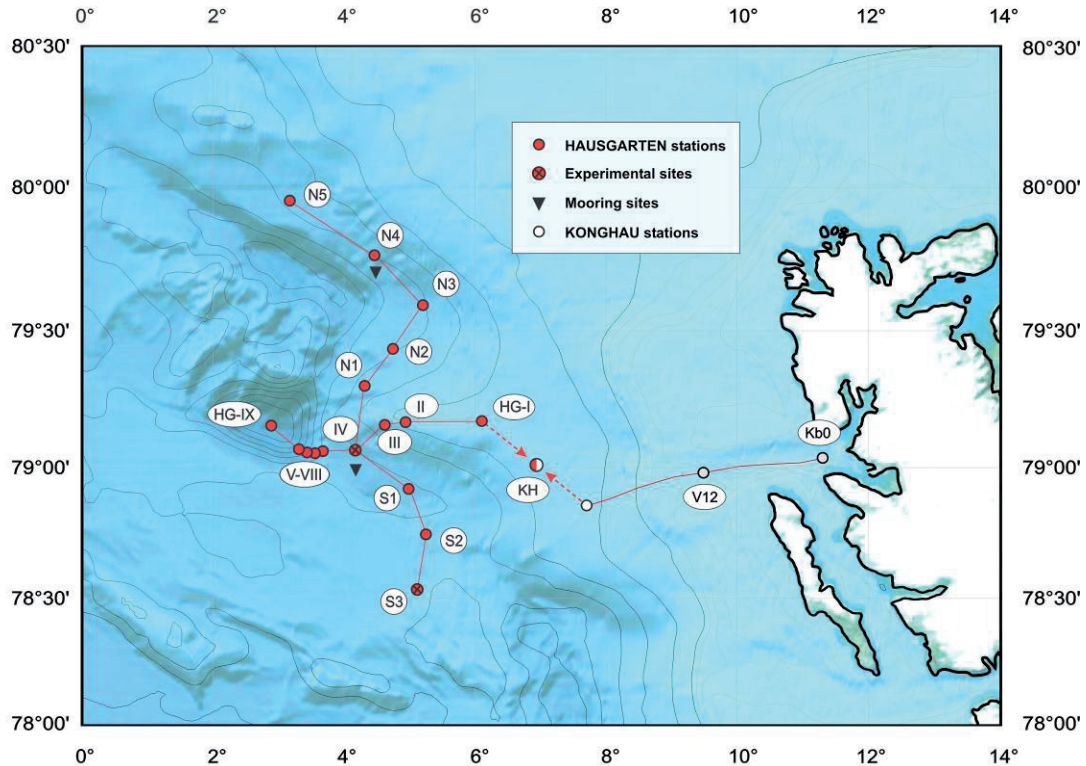 0° 2° 4° 6° 8° 10° 12° 14°
80°30' 80°30'
HAUSGARTEN stations
Experimental sites
Mooring sites
KONGHAU stations
80°00' 80°00'
N5
N4
N3
79°30' 79°30'
N2
N1
HG-IX
IV
II
HG-I
III
Kb0
79°00' 79°00'
V-VIII
KH
V12
S1
S2
S3
78°30' 78°30'
78°00' 78°00'
0° 2° 4° 6° 8° 10° 12° 14°